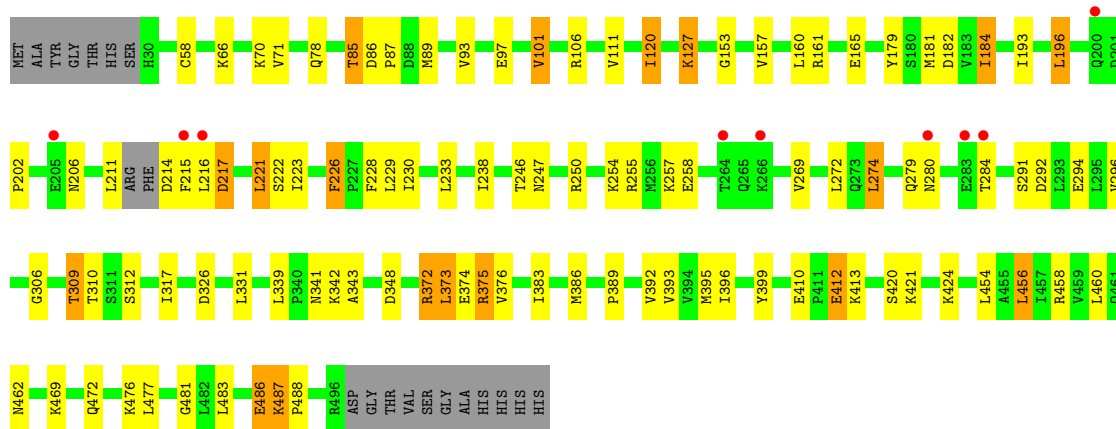 MET ALA TYR GLY THR HIS SER H30 C58 K66 K70 V71 Q78 T85 D86 P87 D88 M89 V93 E97 V101 R106 V111 I120 K127 G153 V157 L160 R161 E165 Y179 S180 M181 D182 V183 I184 I193 L196 Q200 D201
P202 E205 N206 L211 ARG PHE D214 F215 L216 D217 L221 S222 I223 F226 P227 F228 L229 I230 L233 I238 T246 N247 R250 K254 R255 M256 K257 E258 T264 Q265 K266 V269 L272 Q273 L274 Q279 N280 E283 T284 S291 D292 L293 E294 L295
G306 T309 T310 S311 S312 I317 D326 L331 L339 P340 N341 K342 A343 D348 R372 L373 E374 R375 V376 I383 M386 P389 V392 V393 V394 M395 I396 Y399 E410 P411 E412 K413 S420 K421 K424 L454 A455 L456 I457 R458 V459 L460
N462 K469 Q472 K476 L477 G481 L482 L483 E486 K487 P488 R496 ASP GLY THR VAL SER GLY ALA HIS HIS HIS HIS